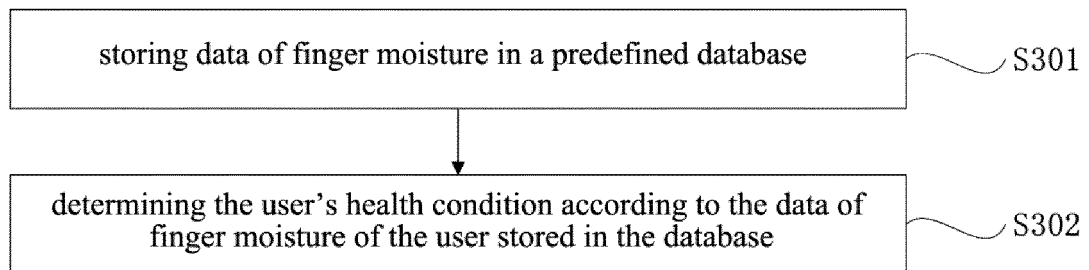 storing data of finger moisture in a predefined database
S301
determining the user's health condition according to the data of
finger moisture of the user stored in the database
S302